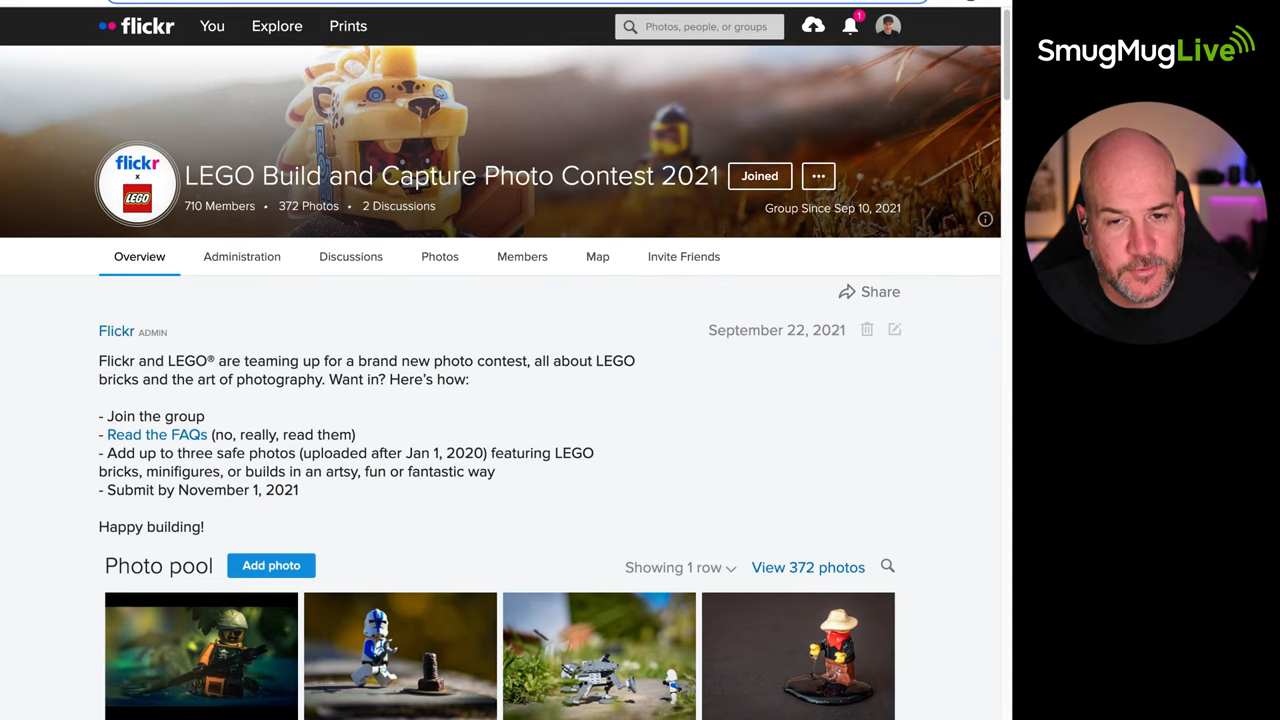 flickr You Explore Prints Photos, people, or groups 1
SmugMugLive
flickr
x
LEGO
LEGO Build and Capture Photo Contest 2021 Joined
710 Members • 372 Photos • 2 Discussions
Group Since Sep 10, 2021
Overview Administration Discussions Photos Members Map Invite Friends
Share
Flickr ADMIN
September 22, 2021
Flickr and LEGO® are teaming up for a brand new photo contest, all about LEGO
bricks and the art of photography. Want in? Here’s how:
- Join the group
- Read the FAQs (no, really, read them)
- Add up to three safe photos (uploaded after Jan 1, 2020) featuring LEGO
bricks, minifigures, or builds in an artsy, fun or fantastic way
- Submit by November 1, 2021
Happy building!
Photo pool Add photo Showing 1 row View 372 photos